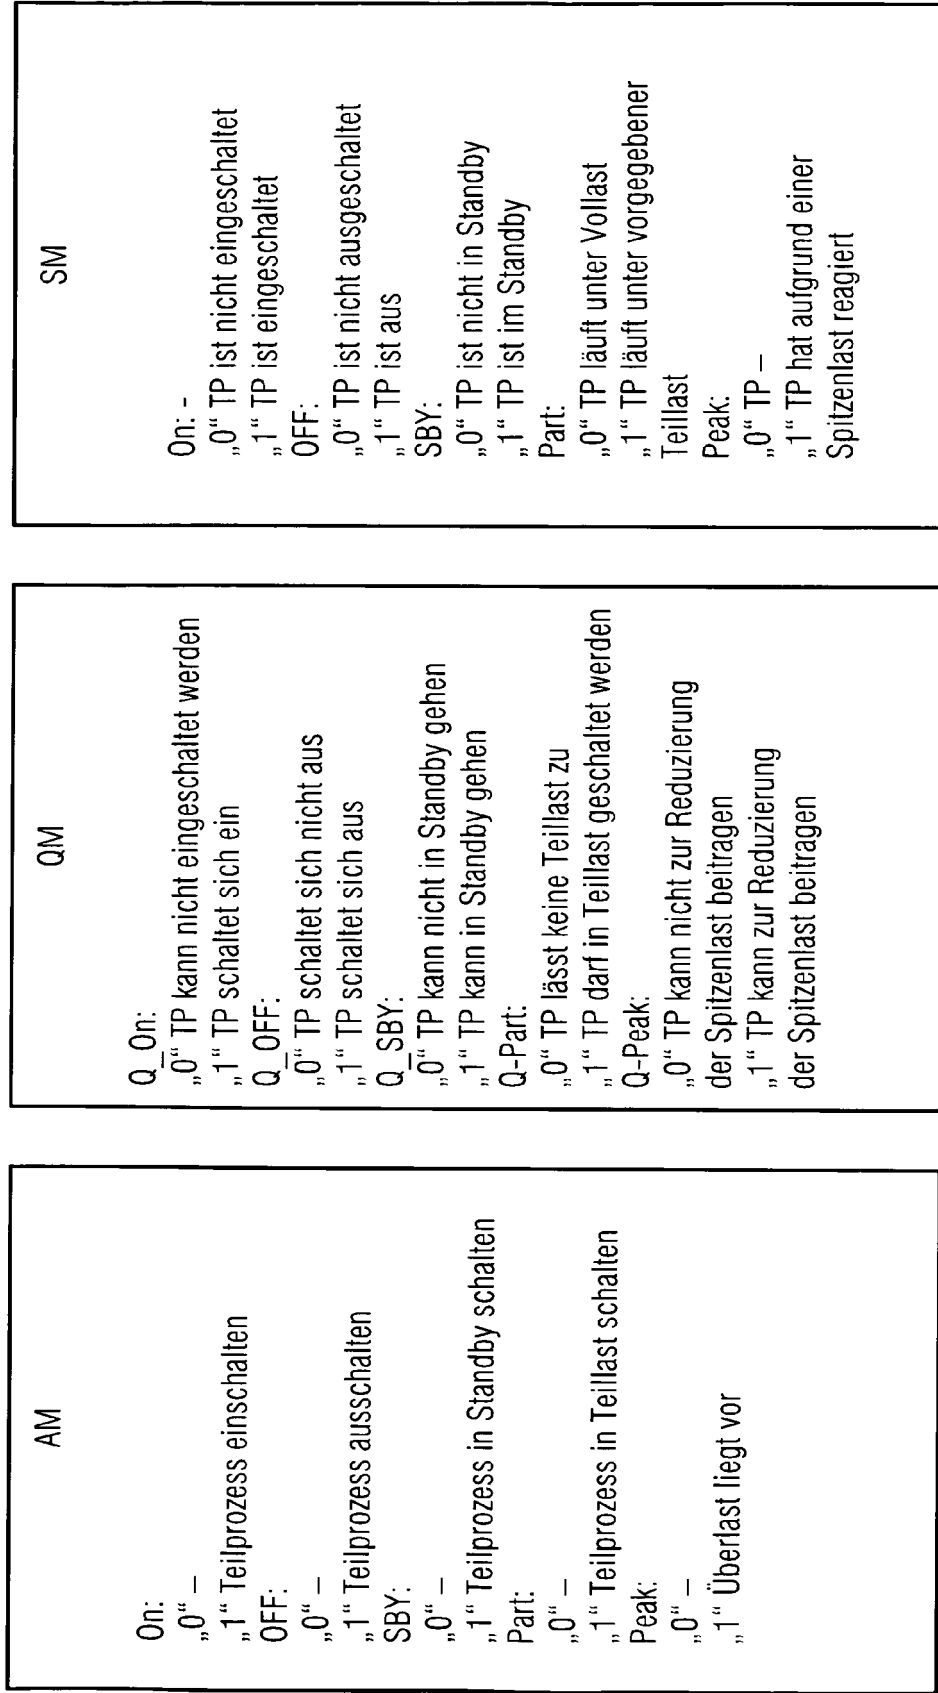 AM
On:
„0“ –
„1“ Teilprozess einschalten
OFF:
„0“ –
„1“ Teilprozess ausschalten
SBY:
„0“ –
„1“ Teilprozess in Standby schalten
Part:
„0“ –
„1“ Teilprozess in Teillast schalten
Peak:
„0“ –
„1“ Überlast liegt vor
QM
Q_On:
„0“ TP kann nicht eingeschaltet werden
„1“ TP schaltet sich ein
Q_OFF:
„0“ TP schaltet sich nicht aus
„1“ TP schaltet sich aus
Q_SBY:
„0“ TP kann nicht in Standby gehen
„1“ TP kann in Standby gehen
Q-Part:
„0“ TP lässt keine Teillast zu
„1“ TP darf in Teillast geschaltet werden
Q-Peak:
„0“ TP kann nicht zur Reduzierung
der Spitzenlast beitragen
„1“ TP kann zur Reduzierung
der Spitzenlast beitragen
SM
On: -
„0“ TP ist nicht eingeschaltet
„1“ TP ist eingeschaltet
OFF:
„0“ TP ist nicht ausgeschaltet
„1“ TP ist aus
SBY:
„0“ TP ist nicht in Standby
„1“ TP ist im Standby
Part:
„0“ TP läuft unter Vollast
„1“ TP läuft unter vorgegebener
Teillast
Peak:
„0“ TP –
„1“ TP hat aufgrund einer
Spitzenlast reagiert